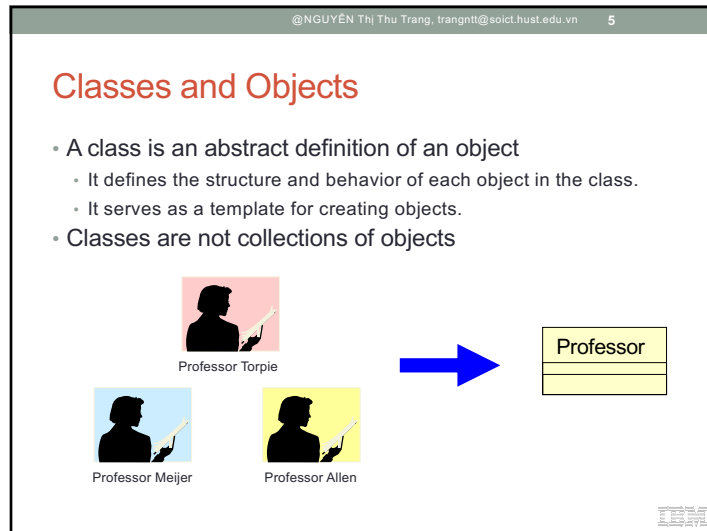 @NGUYỄN Thị Thu Trang, trangntt@soict.hust.edu.vn 5
Classes and Objects
• A class is an abstract definition of an object
• It defines the structure and behavior of each object in the class.
• It serves as a template for creating objects.
• Classes are not collections of objects
Professor Torpie
Professor
Professor Meijer
Professor Allen
IBM